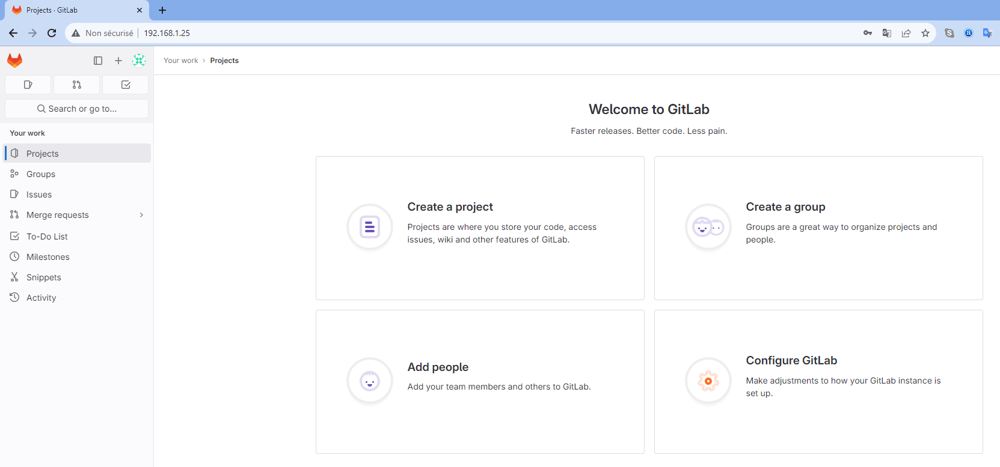 Projects · GitLab
Non sécurisé 192.168.1.25
Your work › Projects
Search or go to...
Your work
Projects
Groups
Issues
Merge requests
To-Do List
Milestones
Snippets
Activity
Welcome to GitLab
Faster releases. Better code. Less pain.
Create a project
Projects are where you store your code, access
issues, wiki and other features of GitLab.
Create a group
Groups are a great way to organize projects and
people.
Add people
Add your team members and others to GitLab.
Configure GitLab
Make adjustments to how your GitLab instance is
set up.